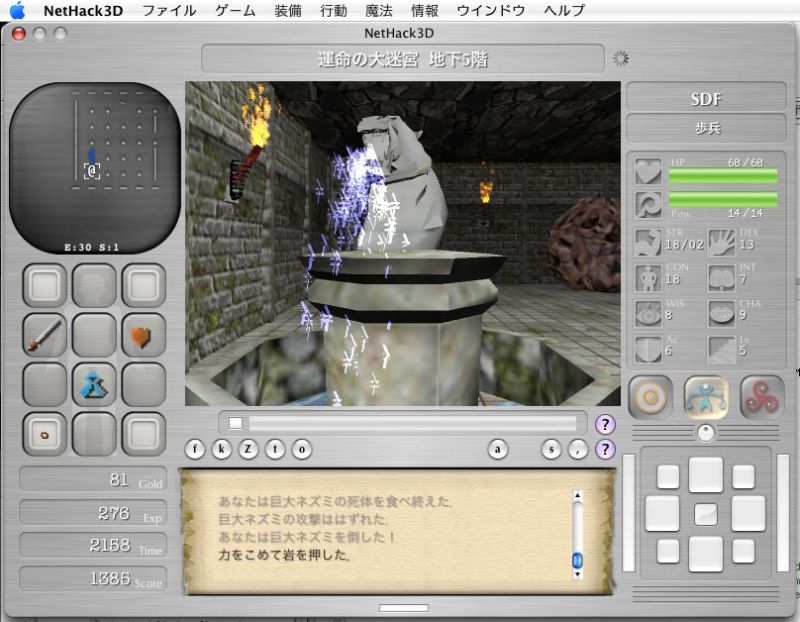 NetHack3D ファイル ゲーム 装備 行動 魔法 情報 ウインドウ ヘルプ
NetHack3D
運命の大迷宮 地下5階
SDF
歩兵
HP 60/60
Pow 14/14
STR 18/02 DEX 13
CON 18 INT 7
WIS 8 CHA 9
Ac 6 Lv 5
@
E:30 S:1
?
f k Z t o a s , ?
81 Gold
276 Exp
2158 Time
1385 Score
あなたは巨大ネズミの死体を食べ終えた.
巨大ネズミの攻撃ははずれた.
あなたは巨大ネズミを倒した！
力をこめて岩を押した.